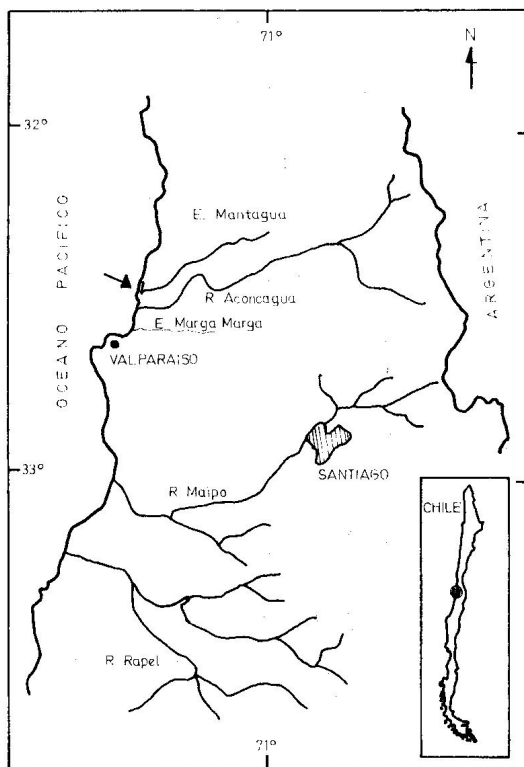 71°
N
32°
E. Mantagua
OCEANO PACIFICO
ARGENTINA
R. Aconcagua
E. Marga Marga
VALPARAISO
33°
SANTIAGO
R. Maipo
CHILE
R. Rapel
71°